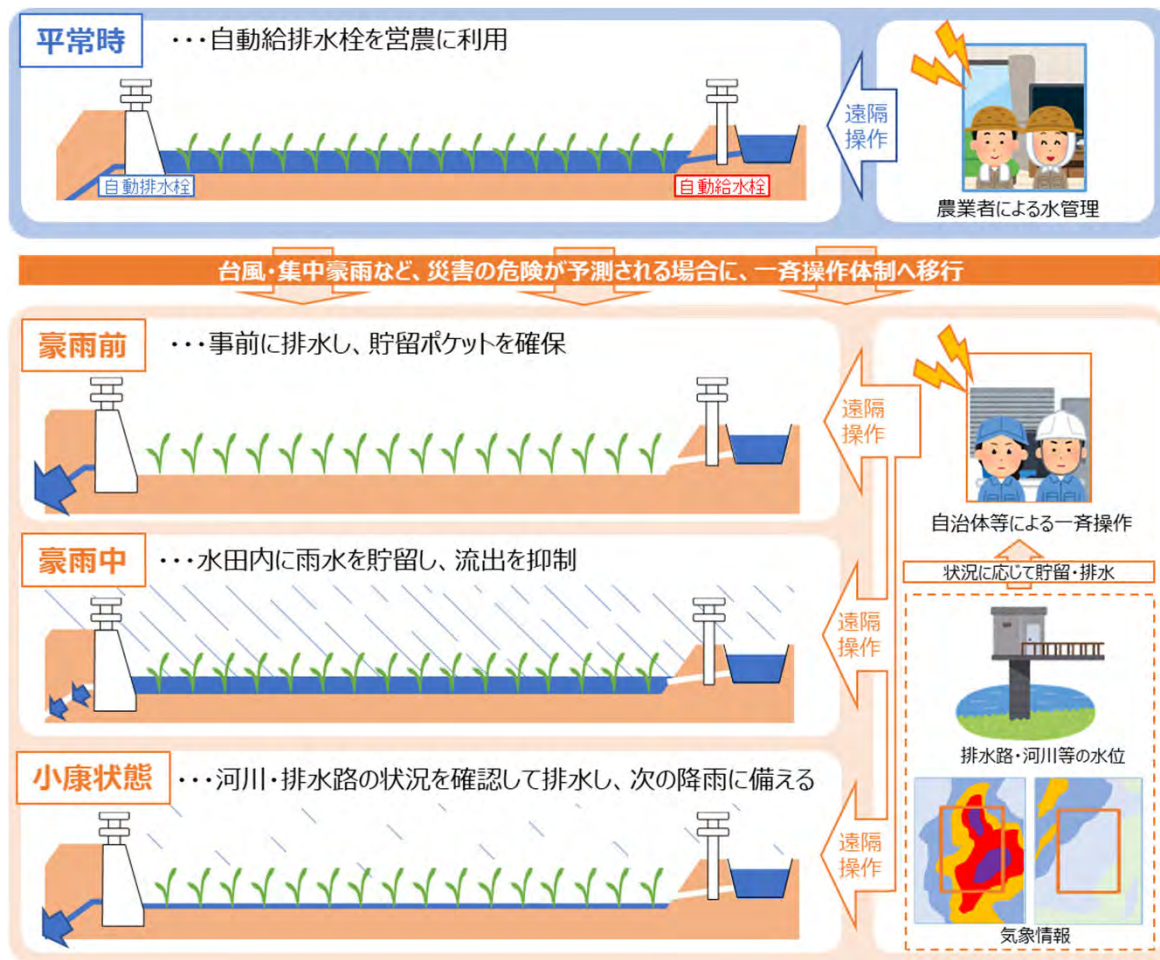 平常時
・・・自動給排水栓を営農に利用
自動排水栓
自動給水栓
遠隔
操作
農業者による水管理
台風・集中豪雨など、災害の危険が予測される場合に、一斉操作体制へ移行
豪雨前
・・・事前に排水し、貯留ポケットを確保
遠隔
操作
自治体等による一斉操作
豪雨中
・・・水田内に雨水を貯留し、流出を抑制
遠隔
操作
状況に応じて貯留・排水
排水路・河川等の水位
小康状態
・・・河川・排水路の状況を確認して排水し、次の降雨に備える
遠隔
操作
気象情報